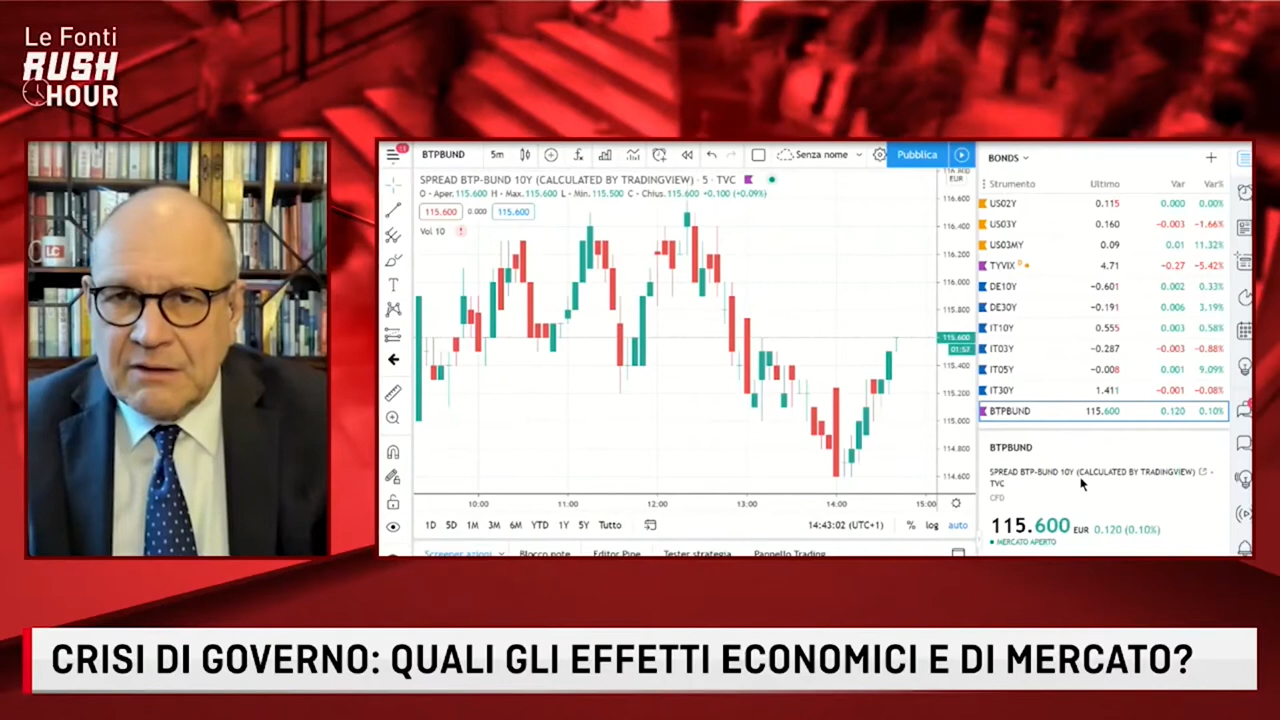 Le Fonti
RUSH
HOUR
LC
11
BTPBUND
5m
Senza nome
Pubblica
SPREAD BTP-BUND 10Y (CALCULATED BY TRADINGVIEW) · 5 · TVC
O - Aper. 115.600 H - Max. 115.600 L - Min. 115.500 C - Chius. 115.600 +0.100 (+0.09%)
115.600 0.000 115.600
Vol 10
116.800
EUR
116.600
116.400
116.200
116.000
115.800
115.600
01:57
115.400
115.200
115.000
114.800
114.600
10:00 11:00 12:00 13:00 14:00 15:00
1D 5D 1M 3M 6M YTD 1Y 5Y Tutto
14:43:02 (UTC+1) % log auto
Screener azioni Blocco note Editor Pine Tester strategia Pannello Trading
BONDS
Strumento Ultimo Var Var%
US02Y 0.115 0.000 0.00%
US03Y 0.160 -0.003 -1.66%
US03MY 0.09 0.01 11.32%
TYVIX D 4.71 -0.27 -5.42%
DE10Y -0.601 0.002 0.33%
DE30Y -0.191 0.006 3.19%
IT10Y 0.555 0.003 0.58%
IT03Y -0.287 -0.003 -0.88%
IT05Y -0.008 0.001 9.09%
IT30Y 1.411 -0.001 -0.08%
BTPBUND 115.600 0.120 0.10%
BTPBUND
SPREAD BTP-BUND 10Y (CALCULATED BY TRADINGVIEW) ·
TVC
CFD
115.600 EUR 0.120 (0.10%)
MERCATO APERTO
CRISI DI GOVERNO: QUALI GLI EFFETTI ECONOMICI E DI MERCATO?